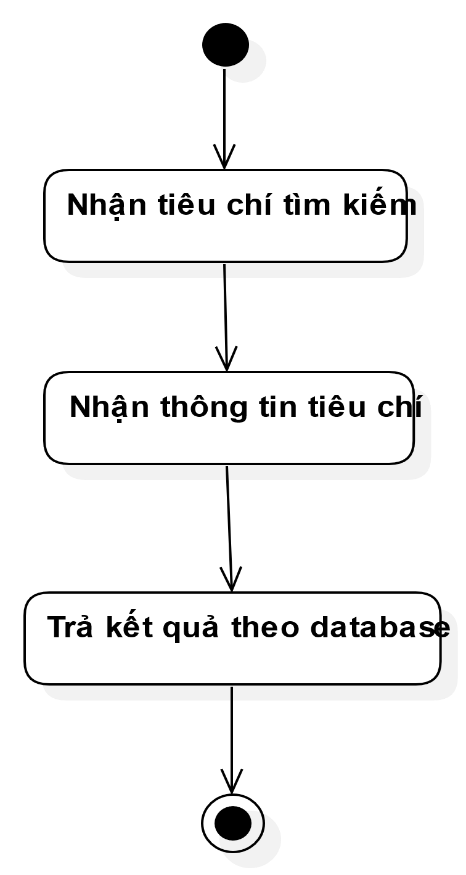 Nhận tiêu chí tìm kiếm
Nhận thông tin tiêu chí
Trả kết quả theo database